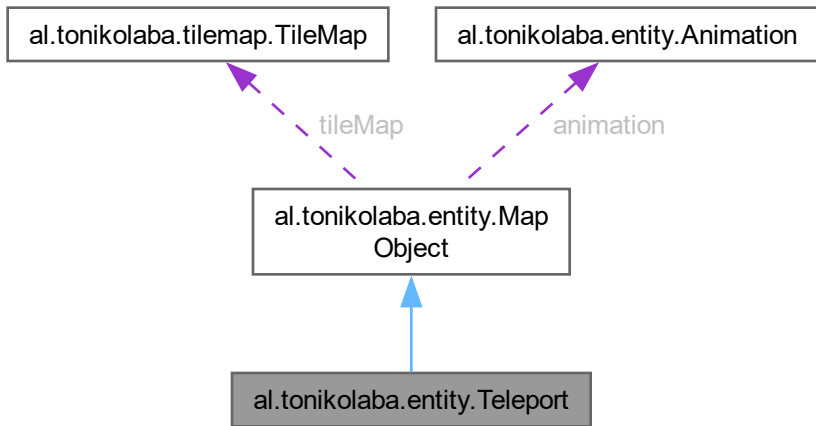 al.tonikolaba.tilemap.TileMap
al.tonikolaba.entity.Animation
tileMap
animation
al.tonikolaba.entity.Map
Object
al.tonikolaba.entity.Teleport